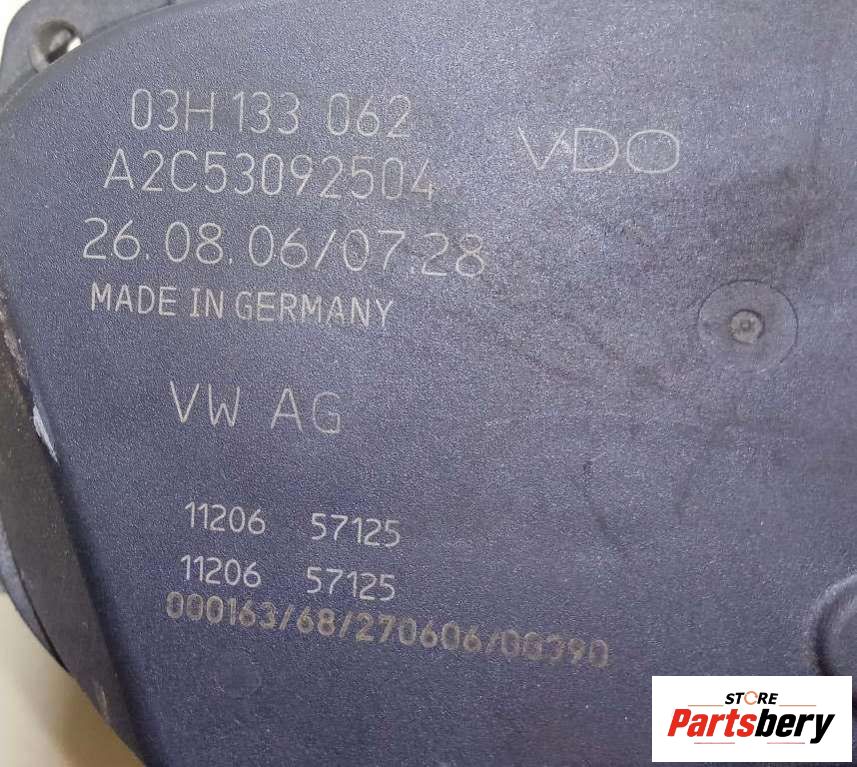 03H 133 062
VDO
A2C53092504
26.08.06/07.28
MADE IN GERMANY
VW AG
11206 57125
11206 57125
000163/68/270606/00390
STORE
Partsbery